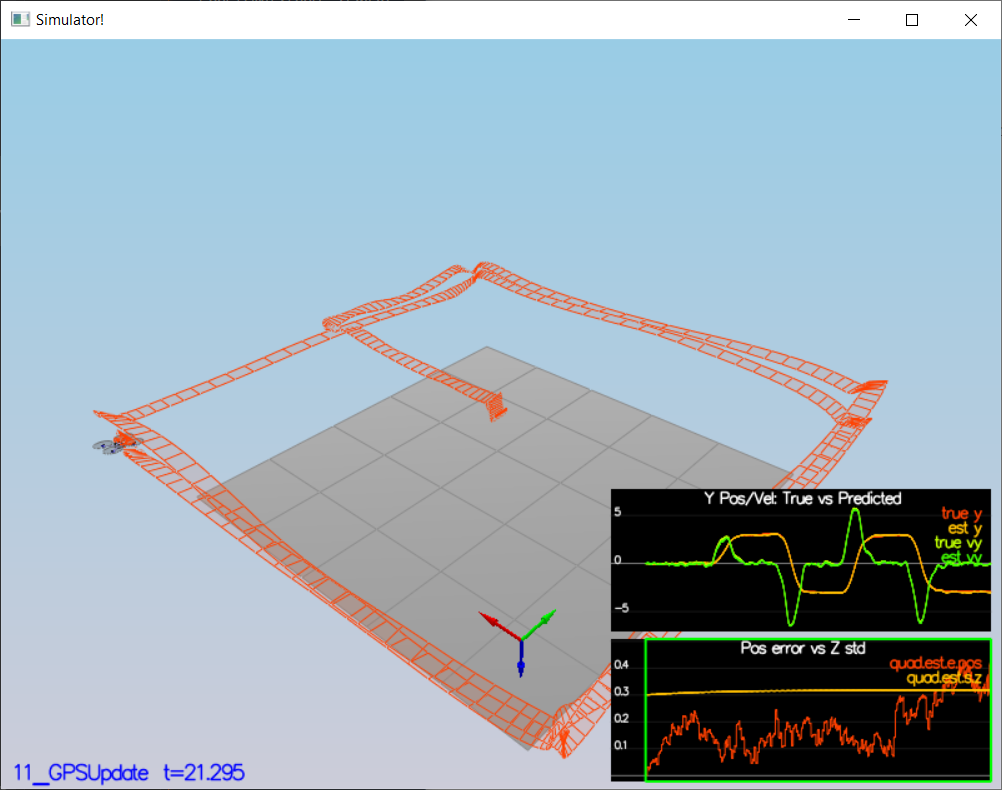 Simulator!
Y Pos/Vel: True vs Predicted
5
true y
est y
true vy
0
est vy
−5
Pos error vs Z std
0.4
quad.est.e.pos
quad.est.s.z
0.3
0.2
0.1
11_GPSUpdate t=21.295